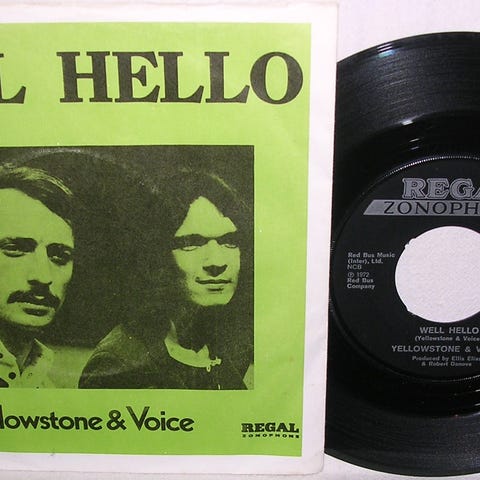 L HELLO
lowstone & Voice
REGAL
ZONOPHONE
REGA
ZONOPH
Red Bus Music
(Inter), Ltd.
NCB
℗ 1972
Red Bus
Company
WELL HELLO
(Yellowstone & Voice
YELLOWSTONE & V
Produced by Ellis Elias
& Robert Danova